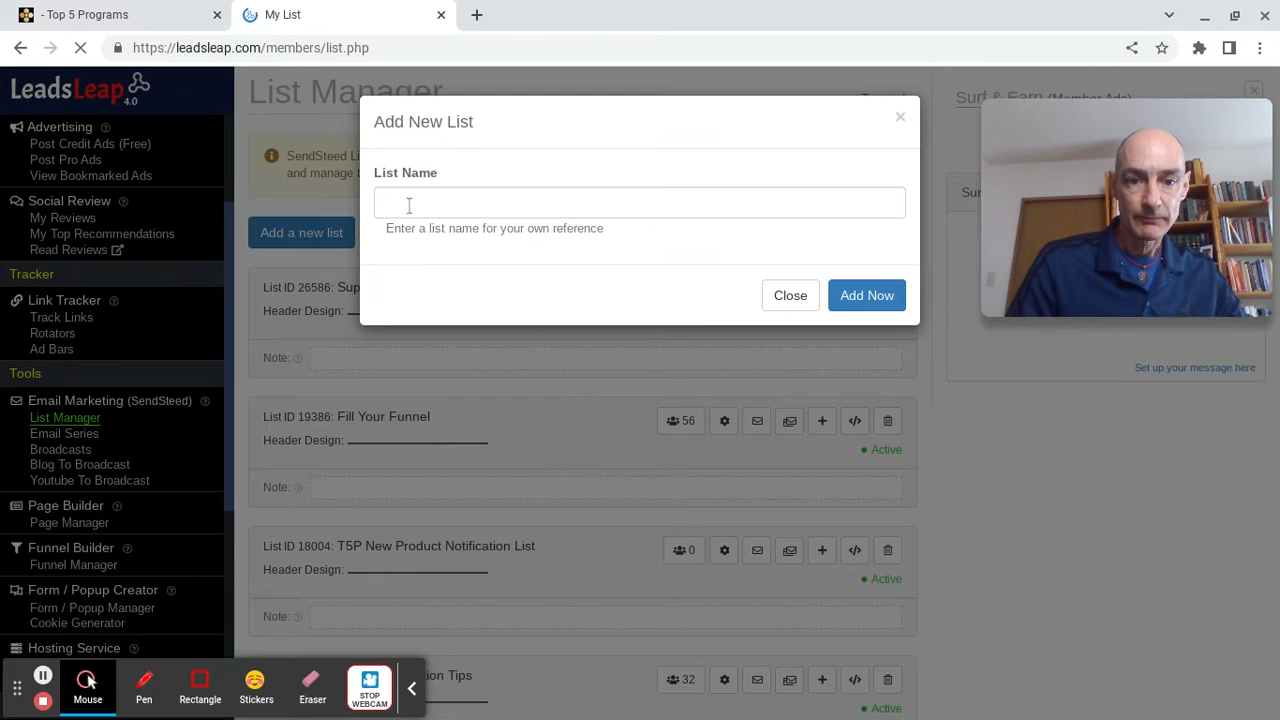 - Top 5 Programs
My List
https://leadsleap.com/members/list.php
LeadsLeap
4.0
Advertising
Post Credit Ads (Free)
Post Pro Ads
View Bookmarked Ads
Social Review
My Reviews
My Top Recommendations
Read Reviews
Tracker
Link Tracker
Track Links
Rotators
Ad Bars
Tools
Email Marketing (SendSteed)
List Manager
Email Series
Broadcasts
Blog To Broadcast
Youtube To Broadcast
Page Builder
Page Manager
Funnel Builder
Funnel Manager
Form / Popup Creator
Form / Popup Manager
Cookie Generator
Hosting Service
List Manager
SendSteed Li
and manage t
Add a new list
Add New List
×
List Name
Enter a list name for your own reference
Close
Add Now
List ID 26586: Sup
Header Design:
Note:
List ID 19386: Fill Your Funnel
56
Header Design:
Active
Note:
List ID 18004: T5P New Product Notification List
0
Header Design:
Active
Note:
ion Tips
32
Active
Surf & Earn (Member Ads)
Sur
Set up your message here
Mouse
Pen
Rectangle
Stickers
Eraser
STOP
WEBCAM